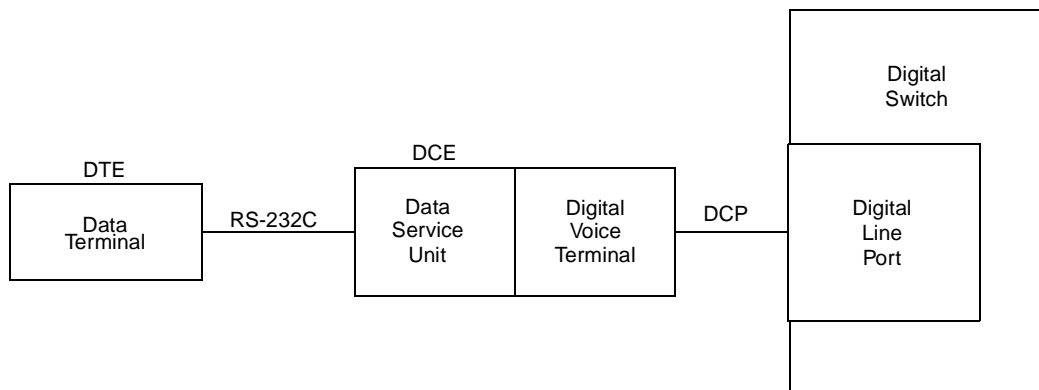 Digital
Switch
DTE
Data
Terminal
RS-232C
DCE
Data
Service
Unit
Digital
Voice
Terminal
DCP
Digital
Line
Port